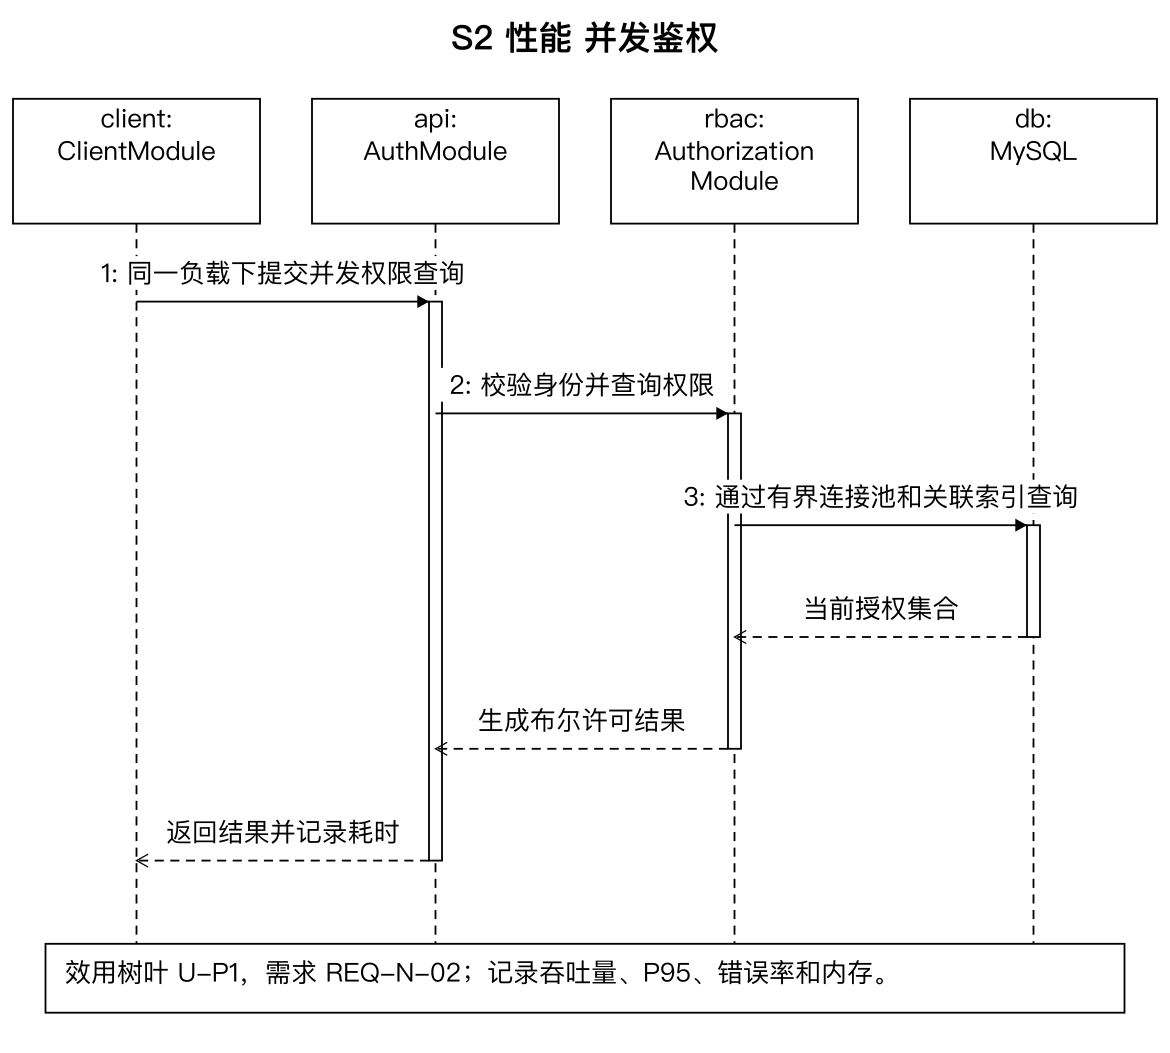 S2 性能 并发鉴权
client:
ClientModule
api:
AuthModule
rbac:
Authorization
Module
db:
MySQL
1: 同一负载下提交并发权限查询
2: 校验身份并查询权限
3: 通过有界连接池和关联索引查询
当前授权集合
生成布尔许可结果
返回结果并记录耗时
效用树叶 U-P1，需求 REQ-N-02；记录吞吐量、P95、错误率和内存。